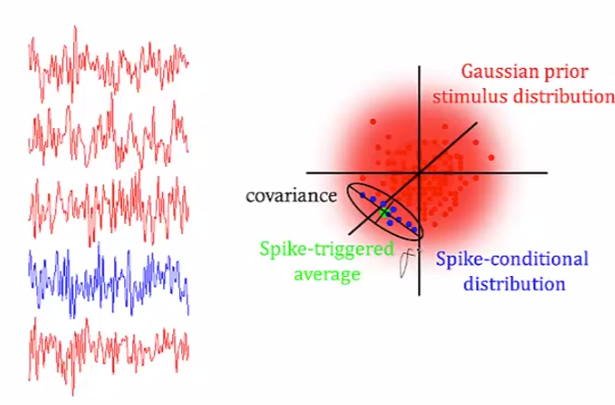 Gaussian prior
stimulus distribution
covariance
Spike-triggered
average
Spike-conditional
distribution